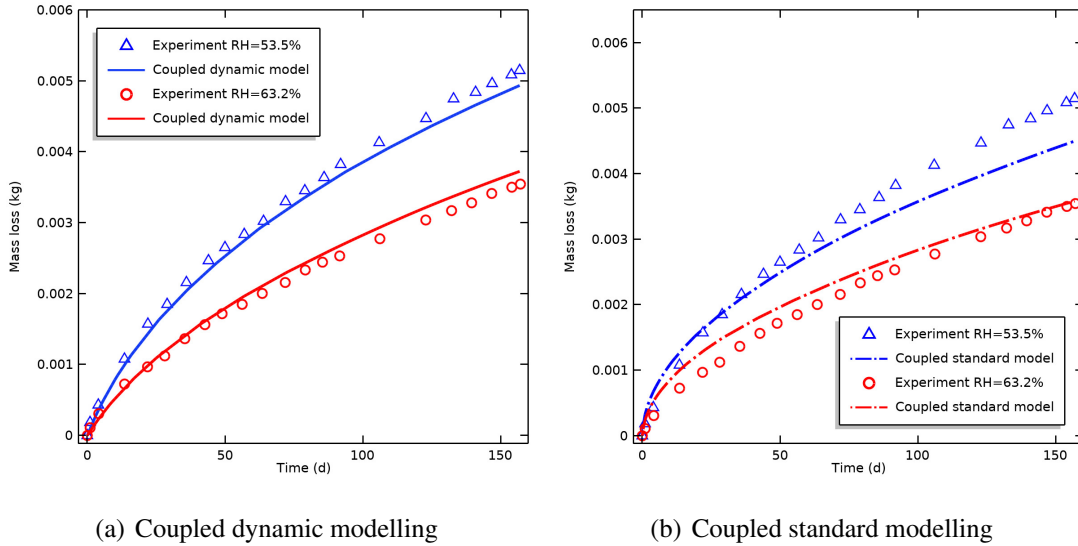 0.006
0.005
0.004
0.003
0.002
0.001
0
Mass loss (kg)
Experiment RH=53.5%
Coupled dynamic model
Experiment RH=63.2%
Coupled dynamic model
0 50 100 150
Time (d)
(a) Coupled dynamic modelling
0.006
0.005
0.004
0.003
0.002
0.001
0
Mass loss (kg)
Experiment RH=53.5%
Coupled standard model
Experiment RH=63.2%
Coupled standard model
0 50 100 150
Time (d)
(b) Coupled standard modelling